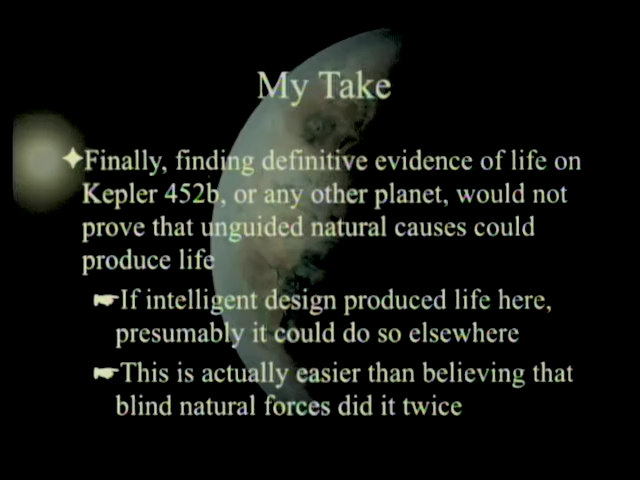 My Take
Finally, finding definitive evidence of life on
Kepler 452b, or any other planet, would not
prove that unguided natural causes could
produce life
If intelligent design produced life here,
presumably it could do so elsewhere
This is actually easier than believing that
blind natural forces did it twice